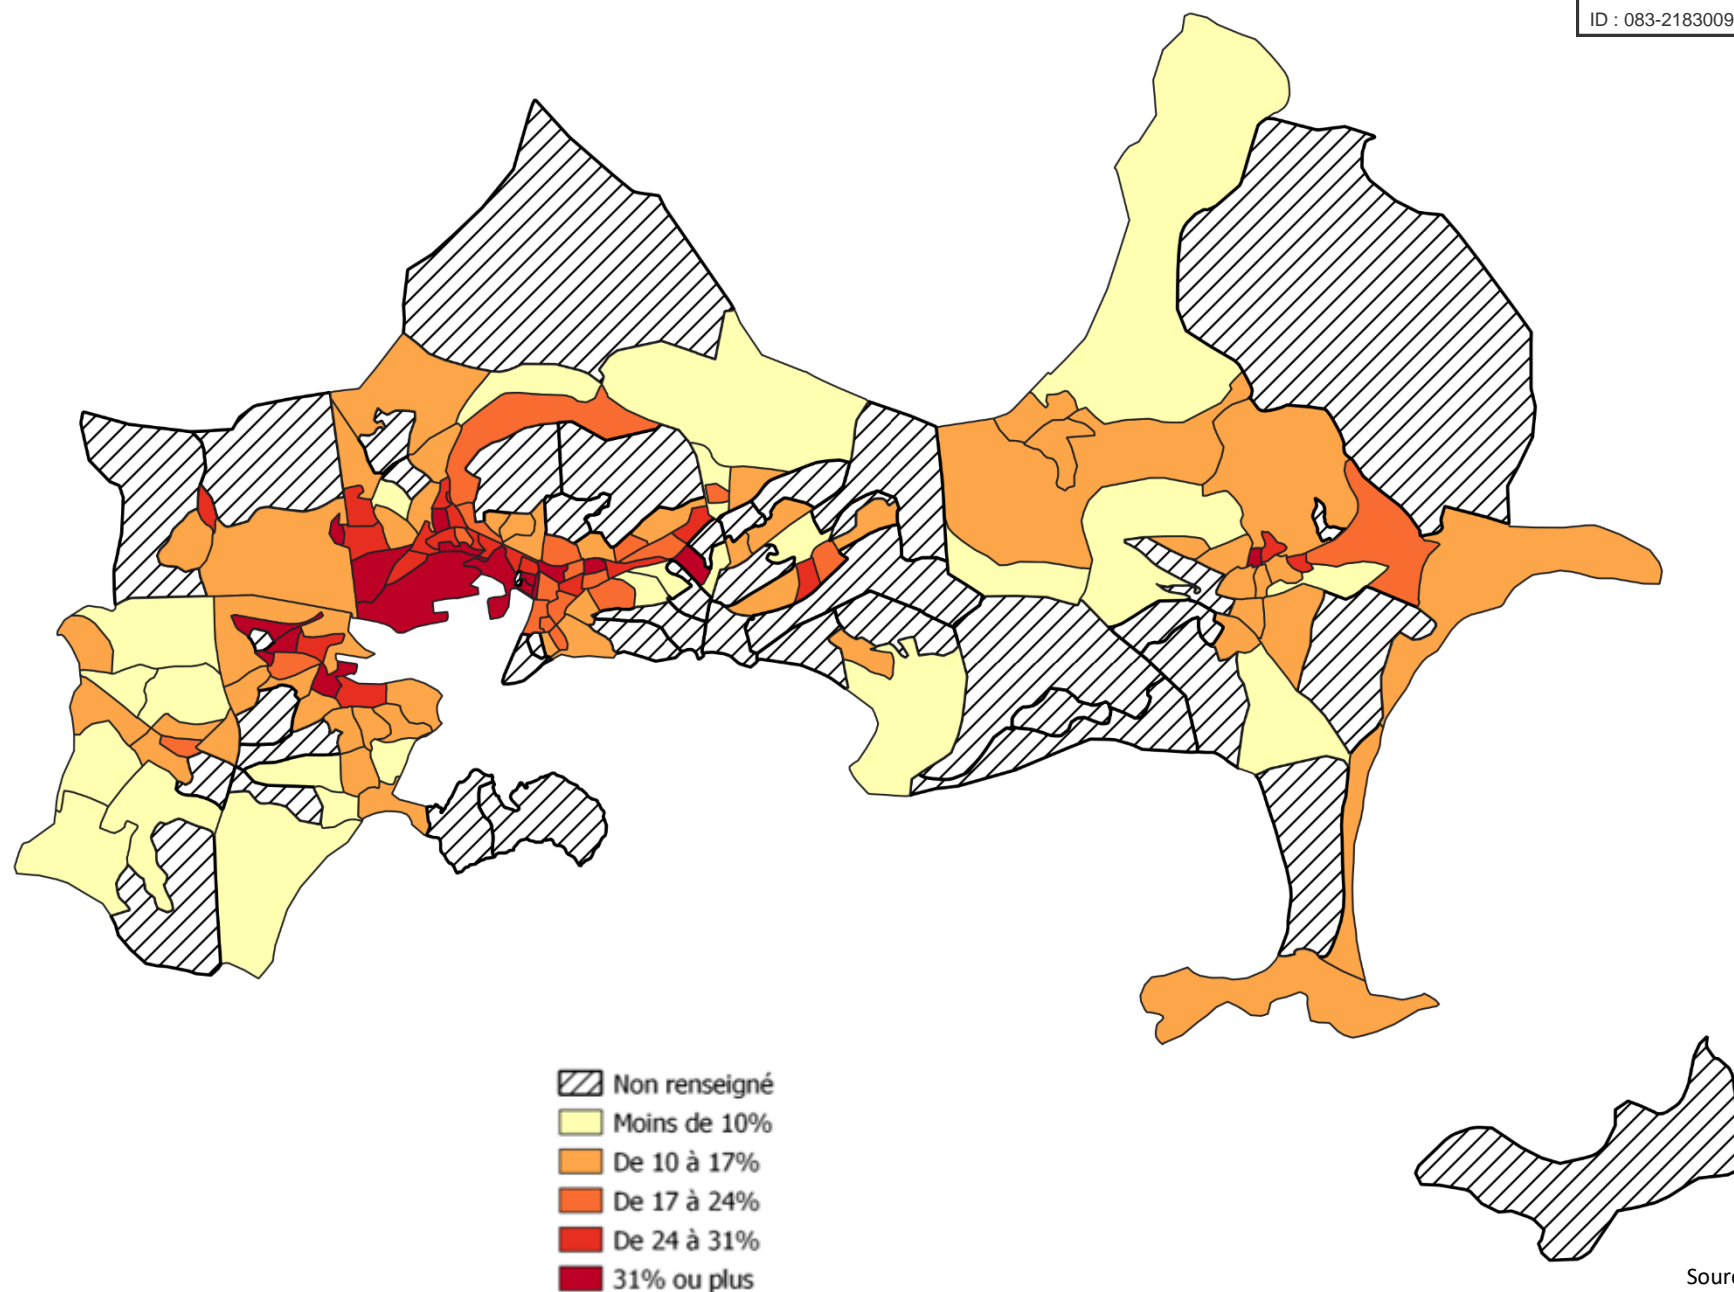 ID : 083-2183009
Non renseigné
Moins de 10%
De 10 à 17%
De 17 à 24%
De 24 à 31%
31% ou plus
Sourc